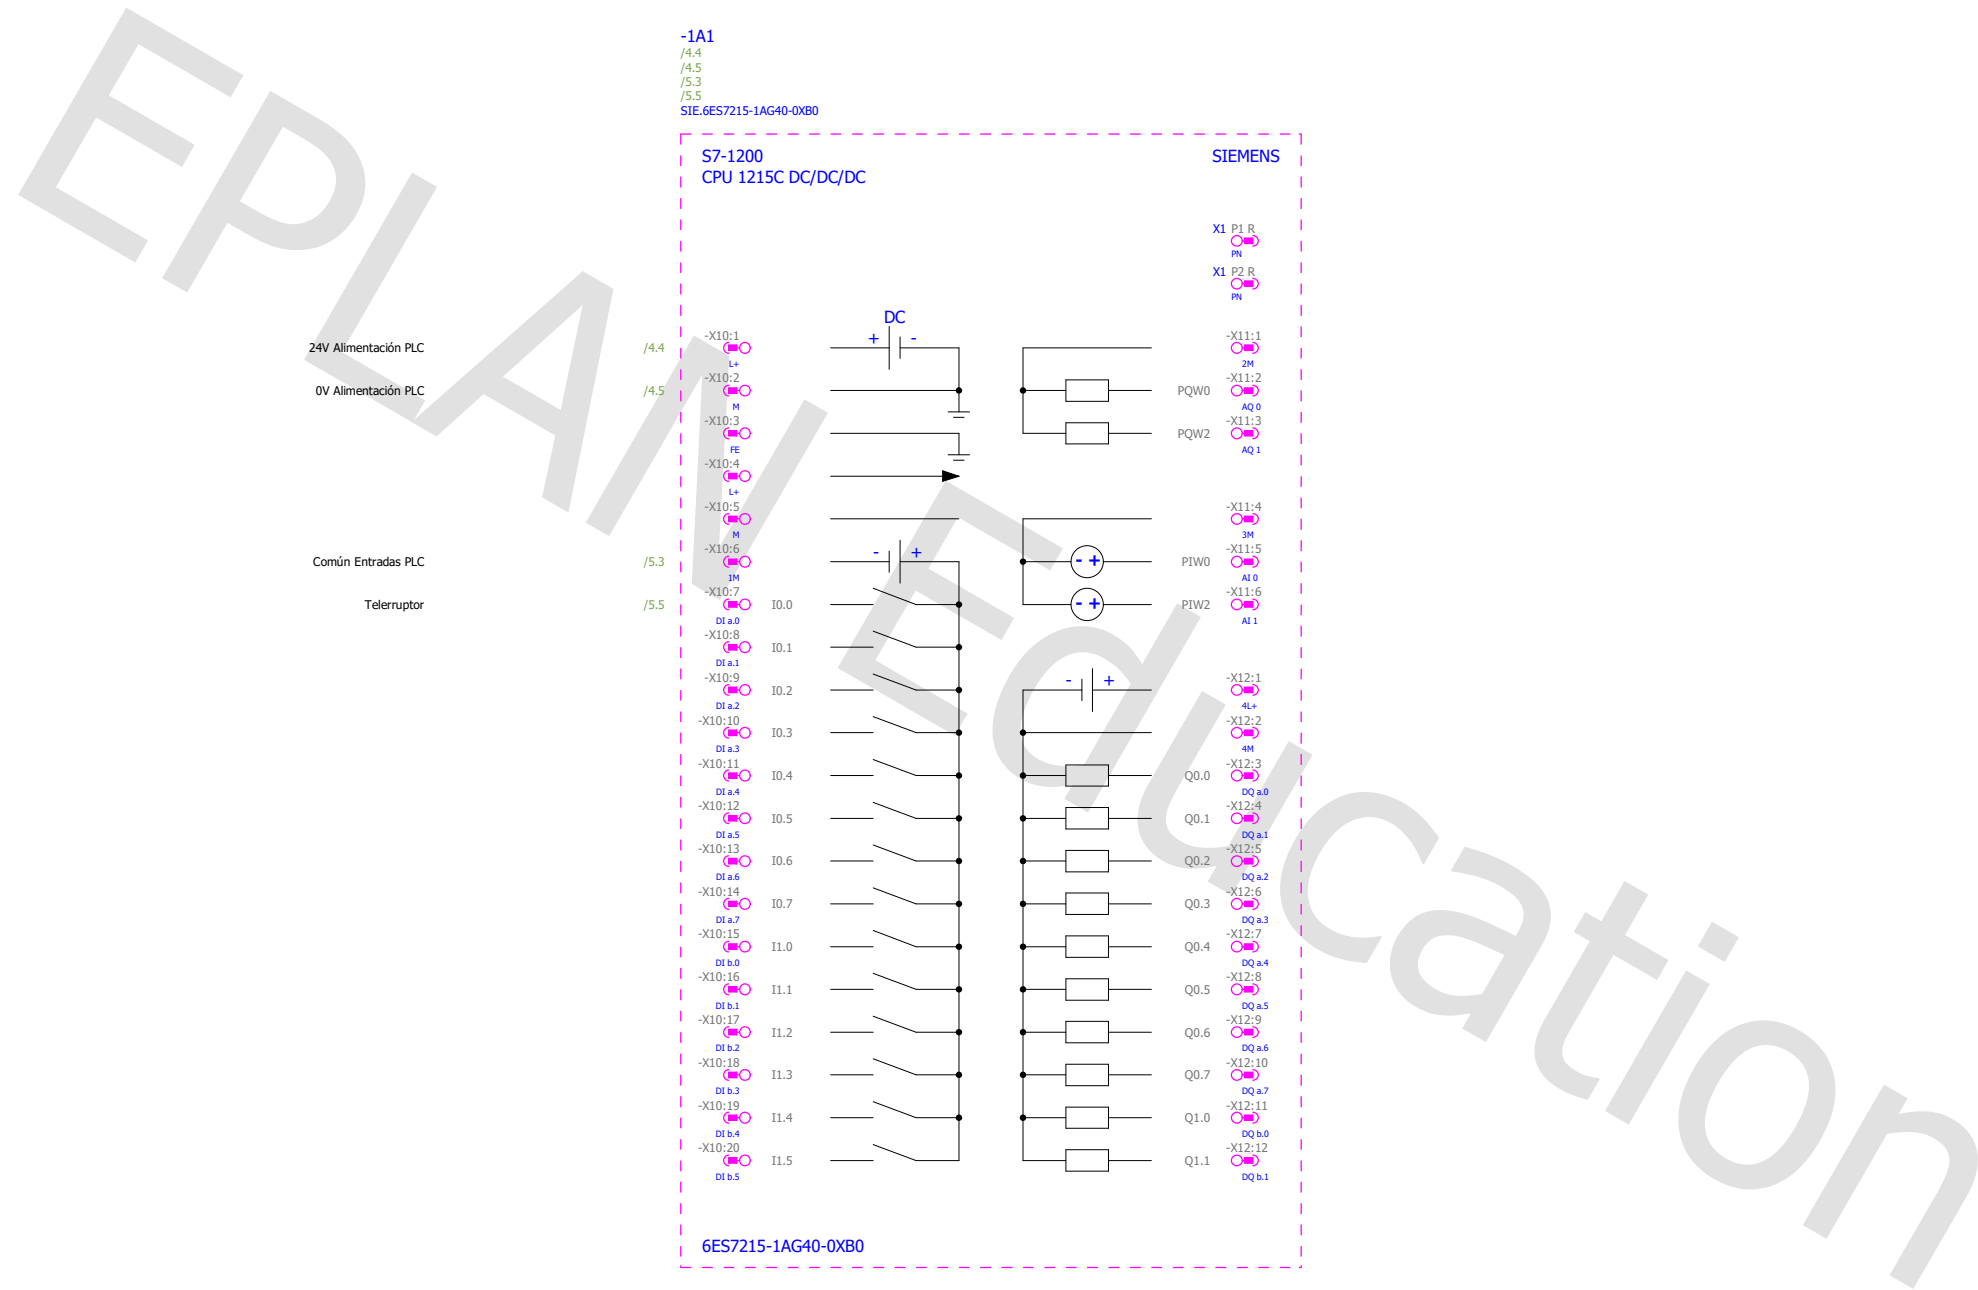 -1A1
/4.4
/4.5
/5.3
/5.5
SIE.6ES7215-1AG40-0XB0
S7-1200
SIEMENS
CPU 1215C DC/DC/DC
X1 P1 R
PN
X1 P2 R
PN
DC
+ -
24V Alimentación PLC /4.4 -X10:1
L+
0V Alimentación PLC /4.5 -X10:2
M
-X10:3
FE
-X10:4
L+
-X10:5
M
Común Entradas PLC /5.3 -X10:6
- +
1M
Telerruptor /5.5 -X10:7 I0.0
DI a.0
-X10:8 I0.1
DI a.1
-X10:9 I0.2
DI a.2
-X10:10 I0.3
DI a.3
-X10:11 I0.4
DI a.4
-X10:12 I0.5
DI a.5
-X10:13 I0.6
DI a.6
-X10:14 I0.7
DI a.7
-X10:15 I1.0
DI b.0
-X10:16 I1.1
DI b.1
-X10:17 I1.2
DI b.2
-X10:18 I1.3
DI b.3
-X10:19 I1.4
DI b.4
-X10:20 I1.5
DI b.5
-X11:1
2M
PQW0 -X11:2
AQ 0
PQW2 -X11:3
AQ 1
-X11:4
3M
- + PIW0 -X11:5
AI 0
- + PIW2 -X11:6
AI 1
- + -X12:1
4L+
-X12:2
4M
Q0.0 -X12:3
DQ a.0
Q0.1 -X12:4
DQ a.1
Q0.2 -X12:5
DQ a.2
Q0.3 -X12:6
DQ a.3
Q0.4 -X12:7
DQ a.4
Q0.5 -X12:8
DQ a.5
Q0.6 -X12:9
DQ a.6
Q0.7 -X12:10
DQ a.7
Q1.0 -X12:11
DQ b.0
Q1.1 -X12:12
DQ b.1
6ES7215-1AG40-0XB0
EPLAN Education